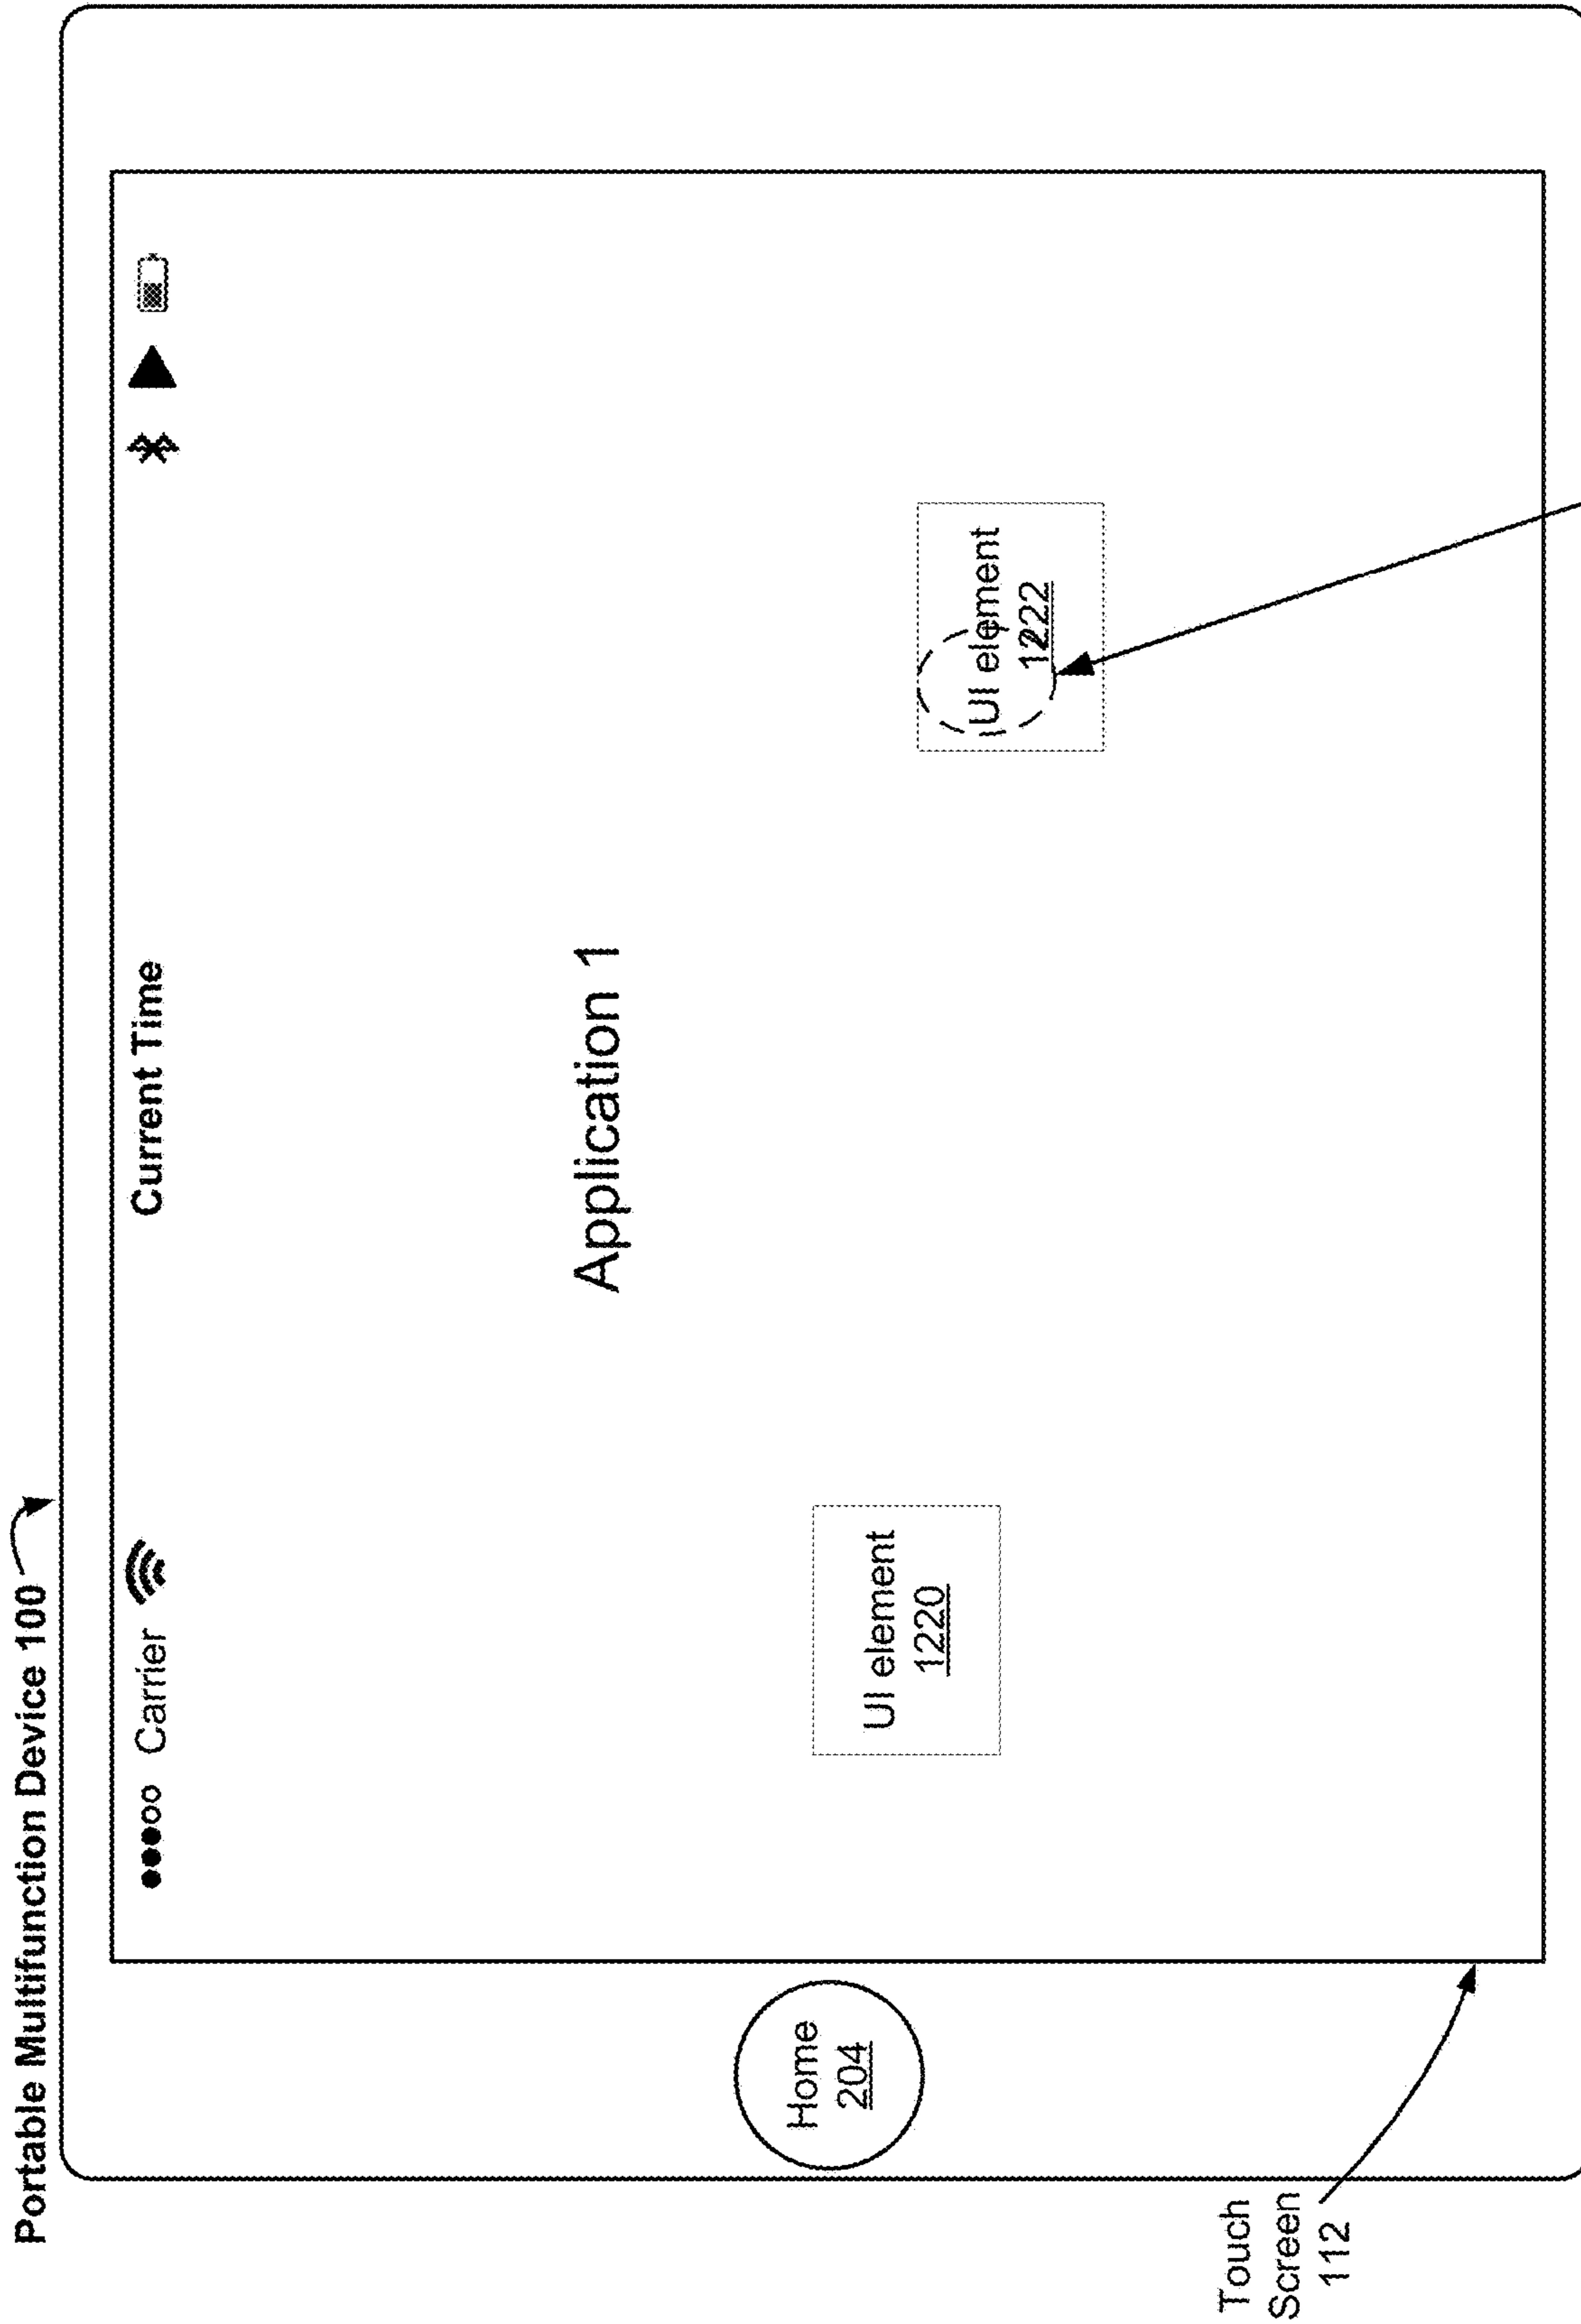 Portable Multifunction Device 100
Carrier
Current Time
Application 1
UI element
1220
UI element
1222
Home
204
Touch
Screen
112